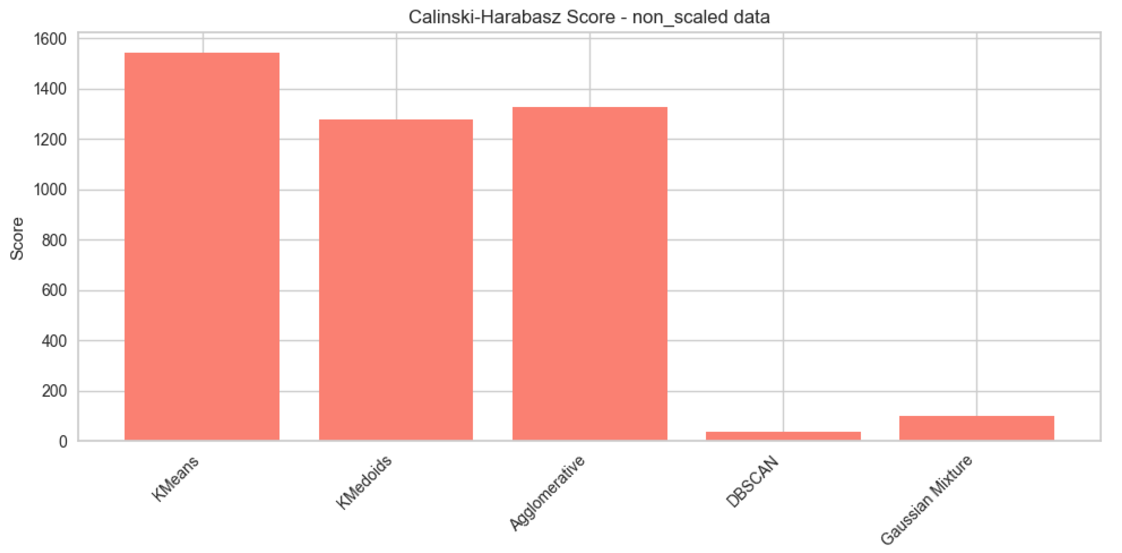 Calinski-Harabasz Score - non_scaled data
1600
1400
1200
1000
800
600
400
200
0
Score
KMeans
KMedoids
Agglomerative
DBSCAN
Gaussian Mixture